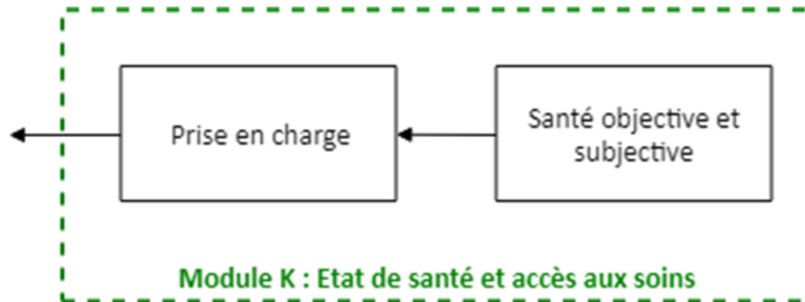 Prise en charge
Santé objective et
subjective
Module K : Etat de santé et accès aux soins